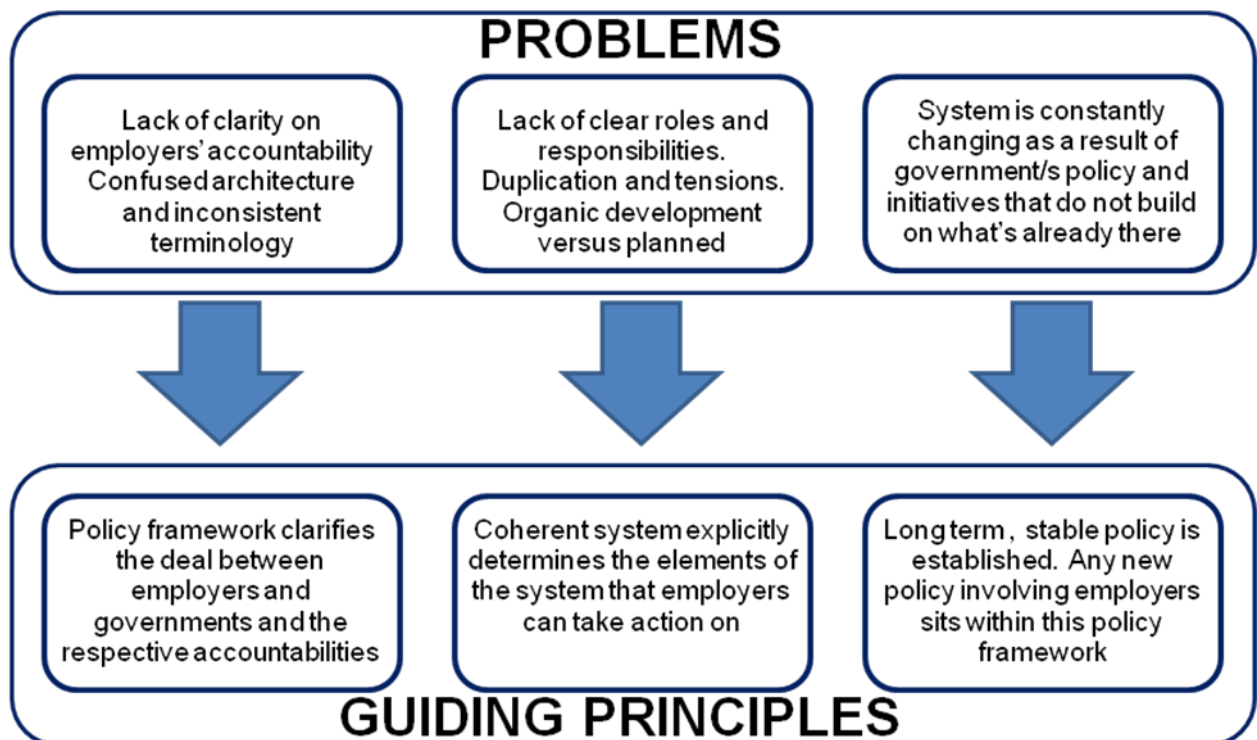 PROBLEMS
Lack of clarity on
employers' accountability
Confused architecture
and inconsistent
terminology
Lack of clear roles and
responsibilities.
Duplication and tensions.
Organic development
versus planned
System is constantly
changing as a result of
government/s policy and
initiatives that do not build
on what's already there
Policy framework clarifies
the deal between
employers and
governments and the
respective accountabilities
Coherent system explicitly
determines the elements of
the system that employers
can take action on
Long term , stable policy is
established. Any new
policy involving employers
sits within this policy
framework
GUIDING PRINCIPLES